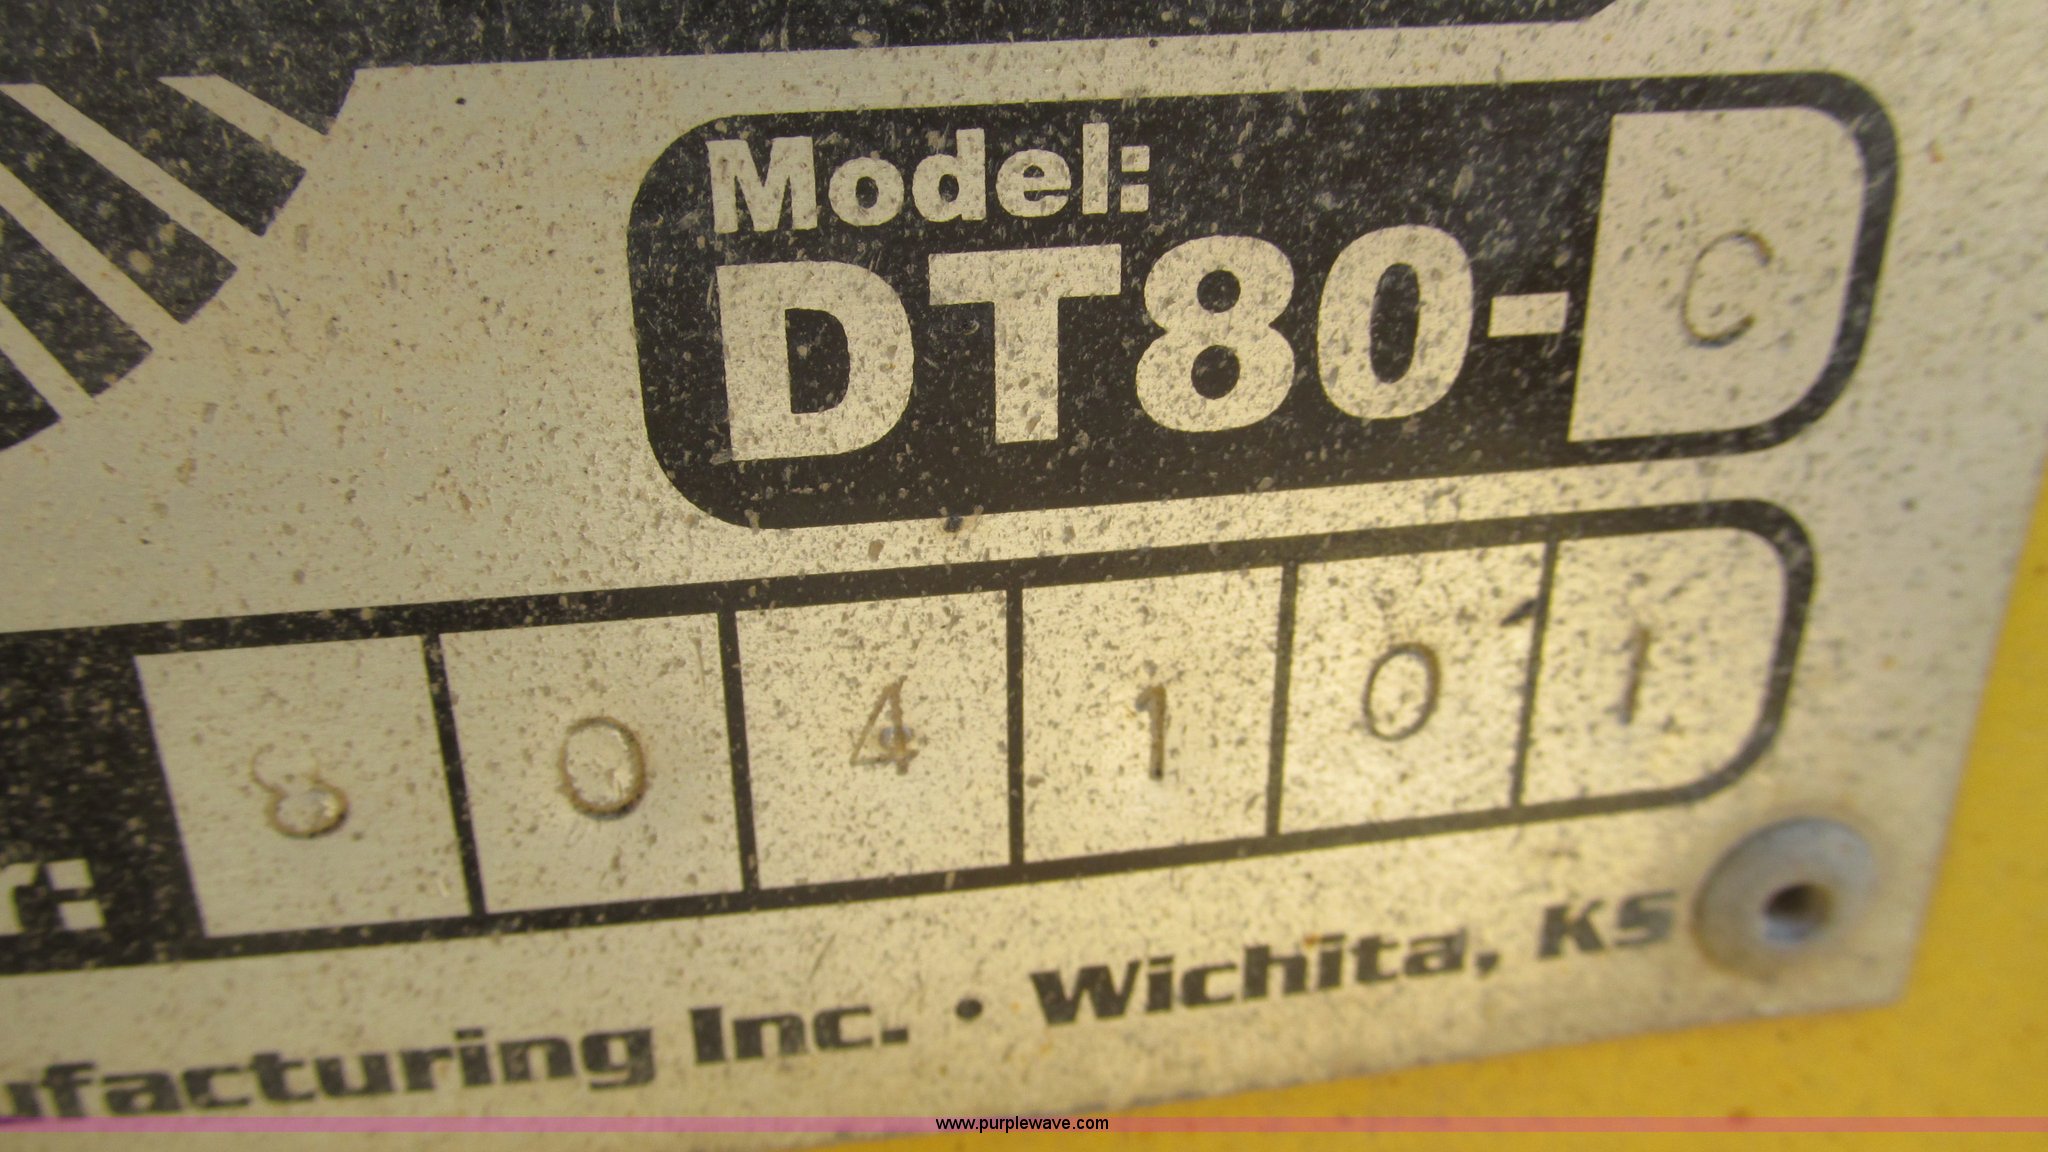 Model:
DT80-C
r: 8 0 4 1 0 1
ufacturing Inc. • Wichita, KS
www.purplewave.com